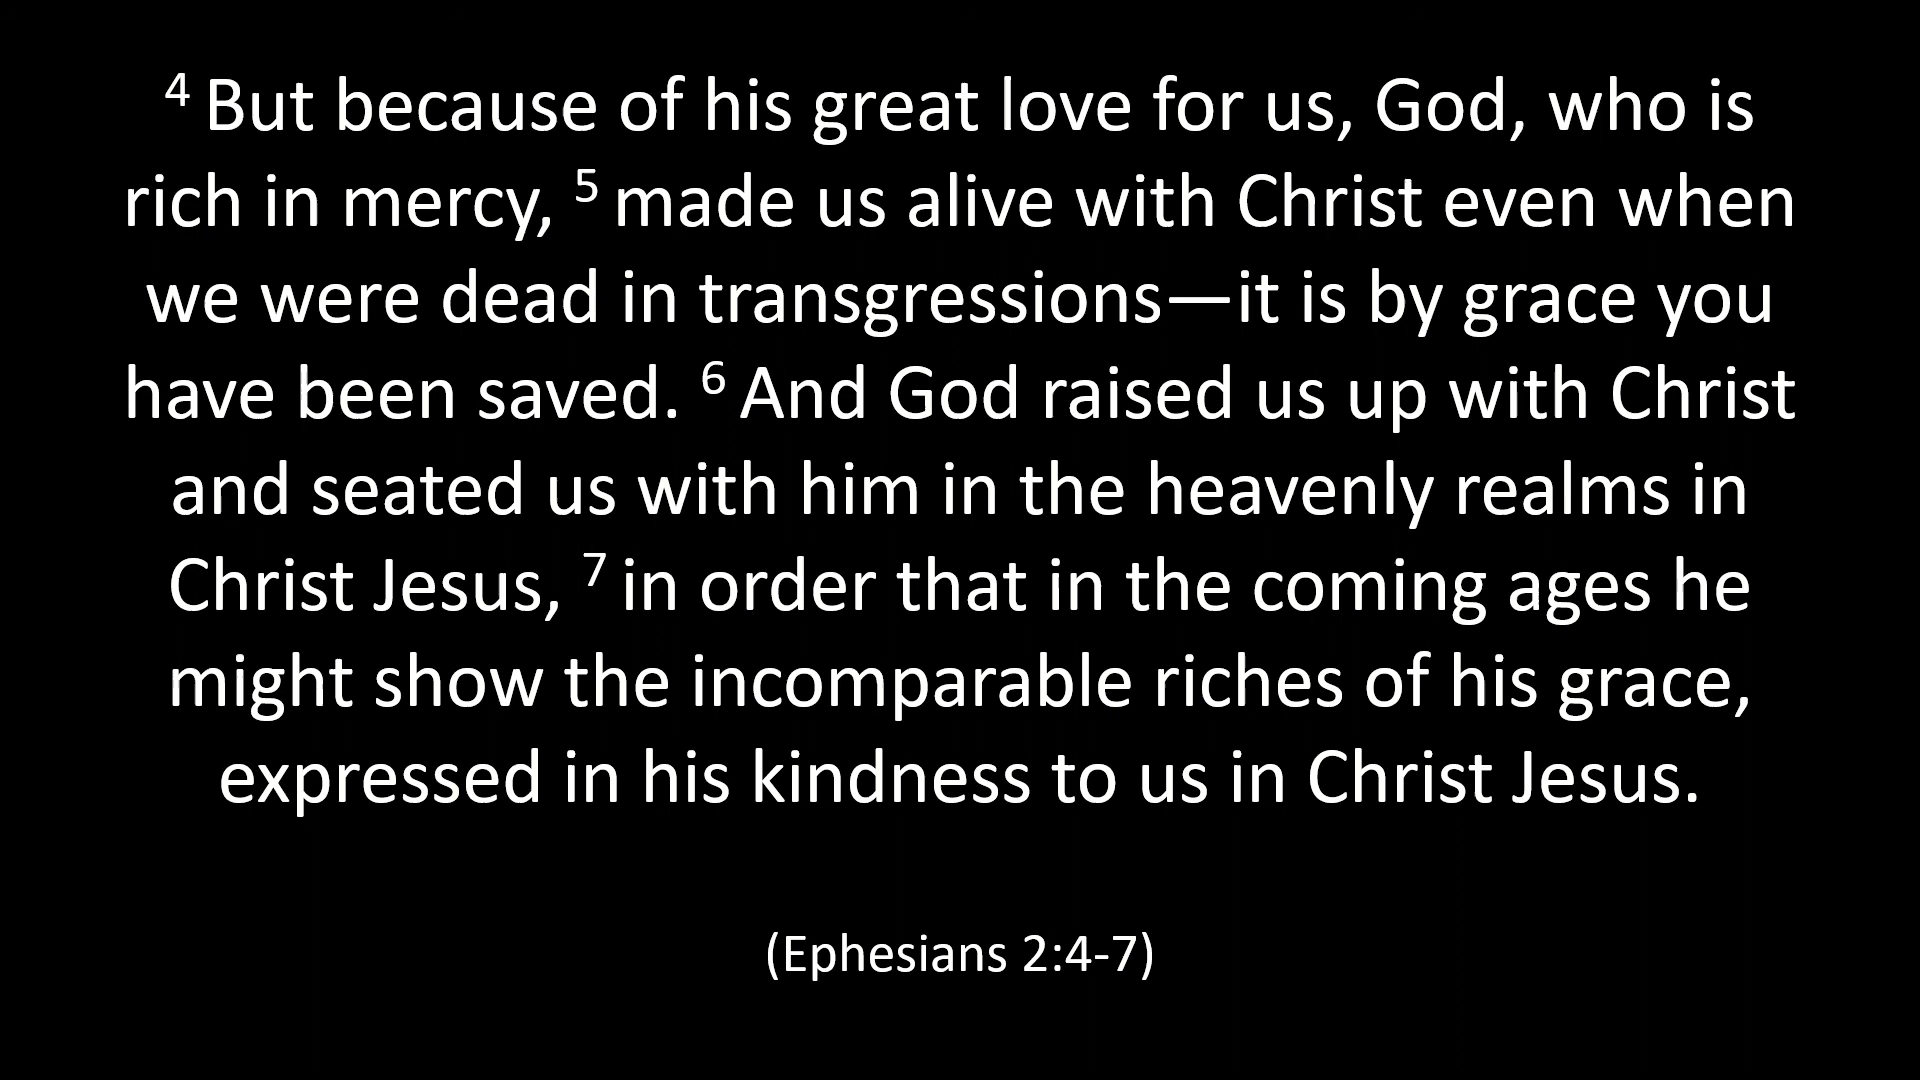 4 But because of his great love for us, God, who is
rich in mercy, 5 made us alive with Christ even when
we were dead in transgressions—it is by grace you
have been saved. 6 And God raised us up with Christ
and seated us with him in the heavenly realms in
Christ Jesus, 7 in order that in the coming ages he
might show the incomparable riches of his grace,
expressed in his kindness to us in Christ Jesus.
(Ephesians 2:4-7)